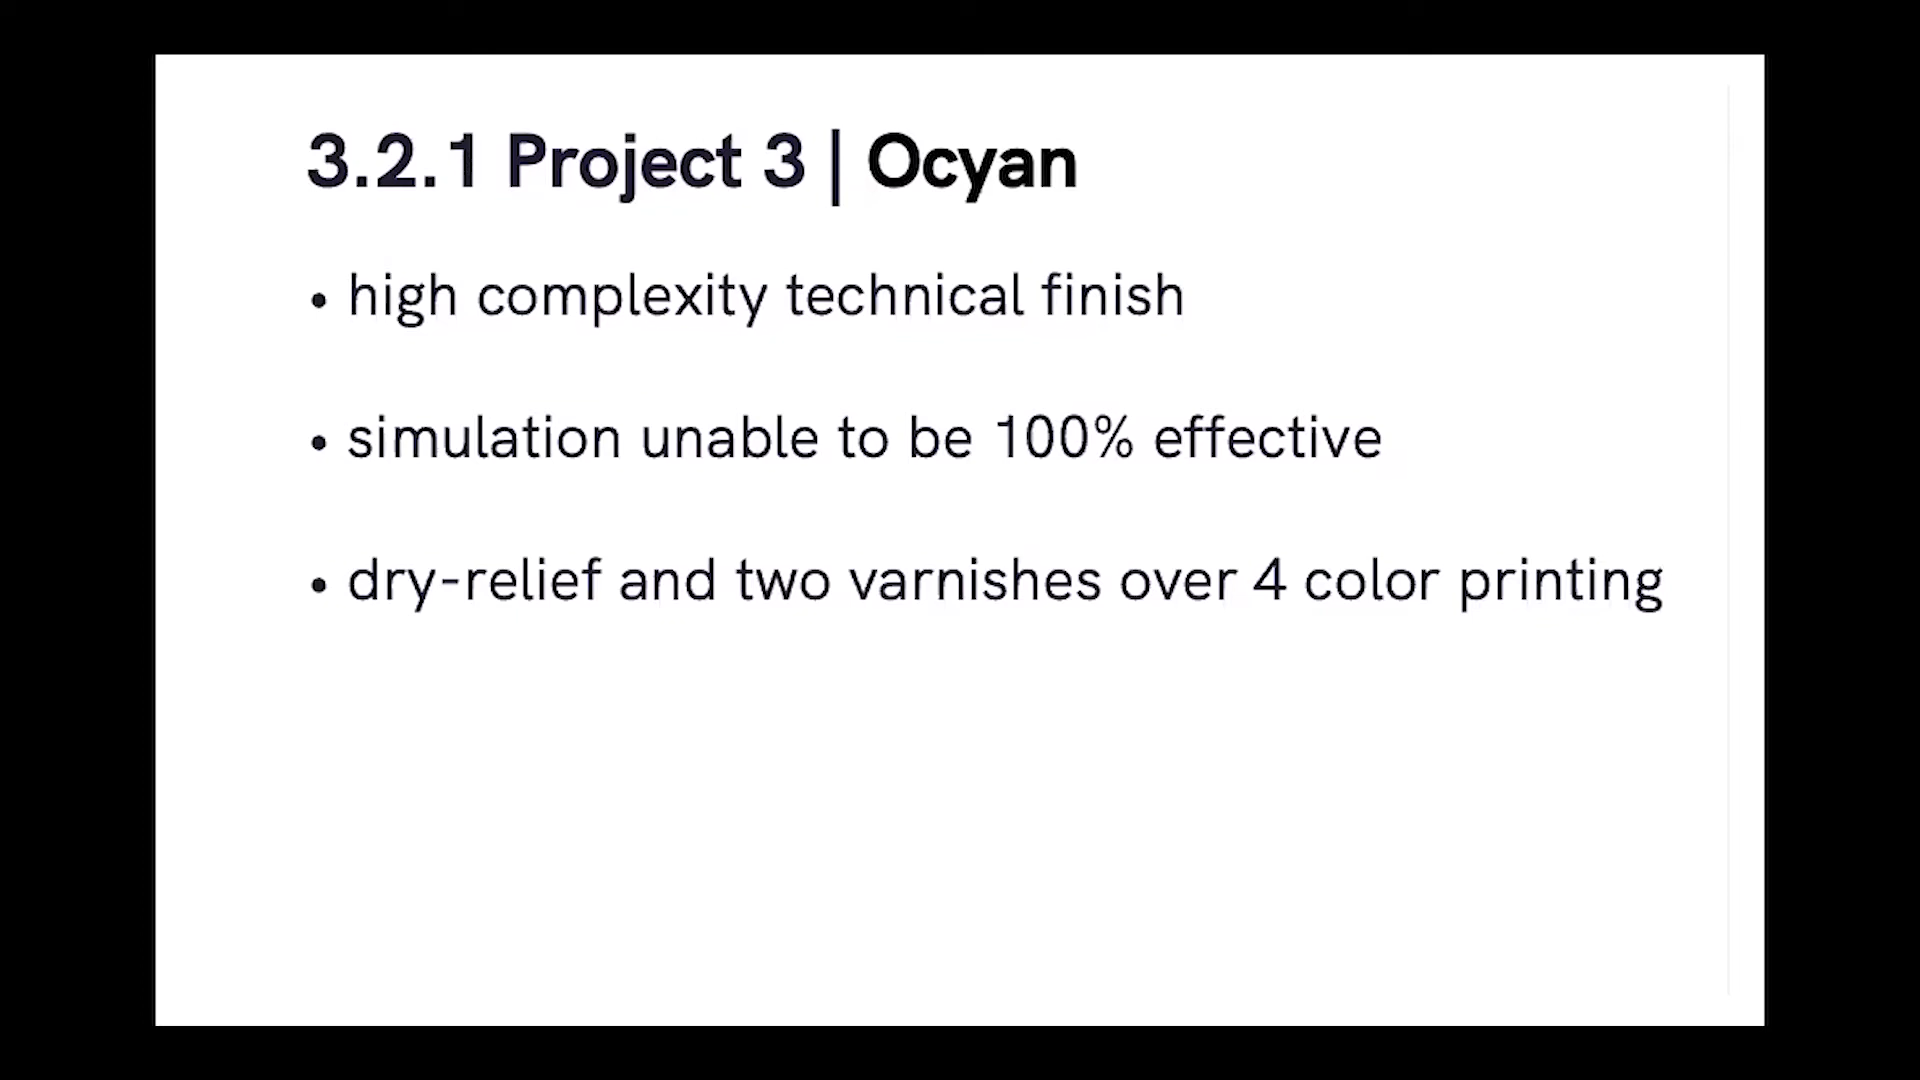 3.2.1 Project 3 | Ocyan
• high complexity technical finish
• simulation unable to be 100% effective
• dry-relief and two varnishes over 4 color printing